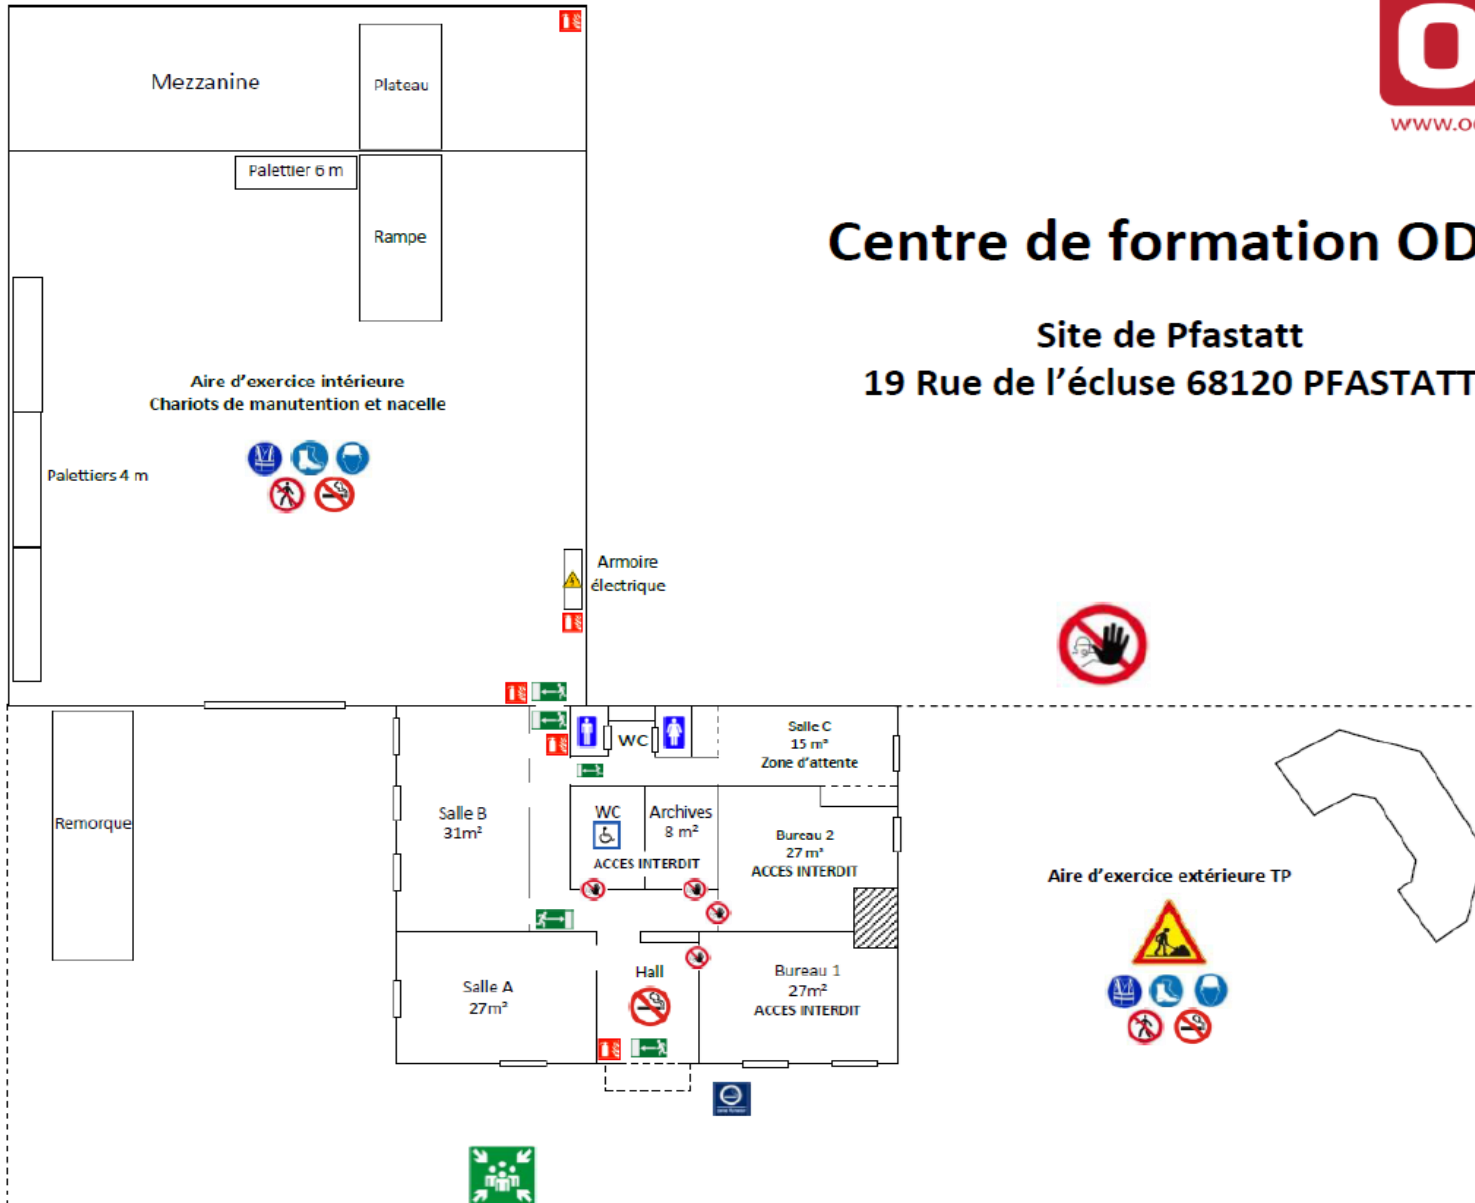 Mezzanine
Plateau
Palettier 6 m
Rampe
www.o
Centre de formation OD
Site de Pfastatt
19 Rue de l'écluse 68120 PFASTATT
Aire d'exercice intérieure
Chariots de manutention et nacelle
Palettiers 4 m
Armoire
électrique
Remorque
Salle B
31m²
WC
Salle C
15 m²
Zone d'attente
WC
Archives
8 m²
ACCES INTERDIT
Bureau 2
27 m²
ACCES INTERDIT
Salle A
27m²
Hall
Bureau 1
27m²
ACCES INTERDIT
Aire d'exercice extérieure TP